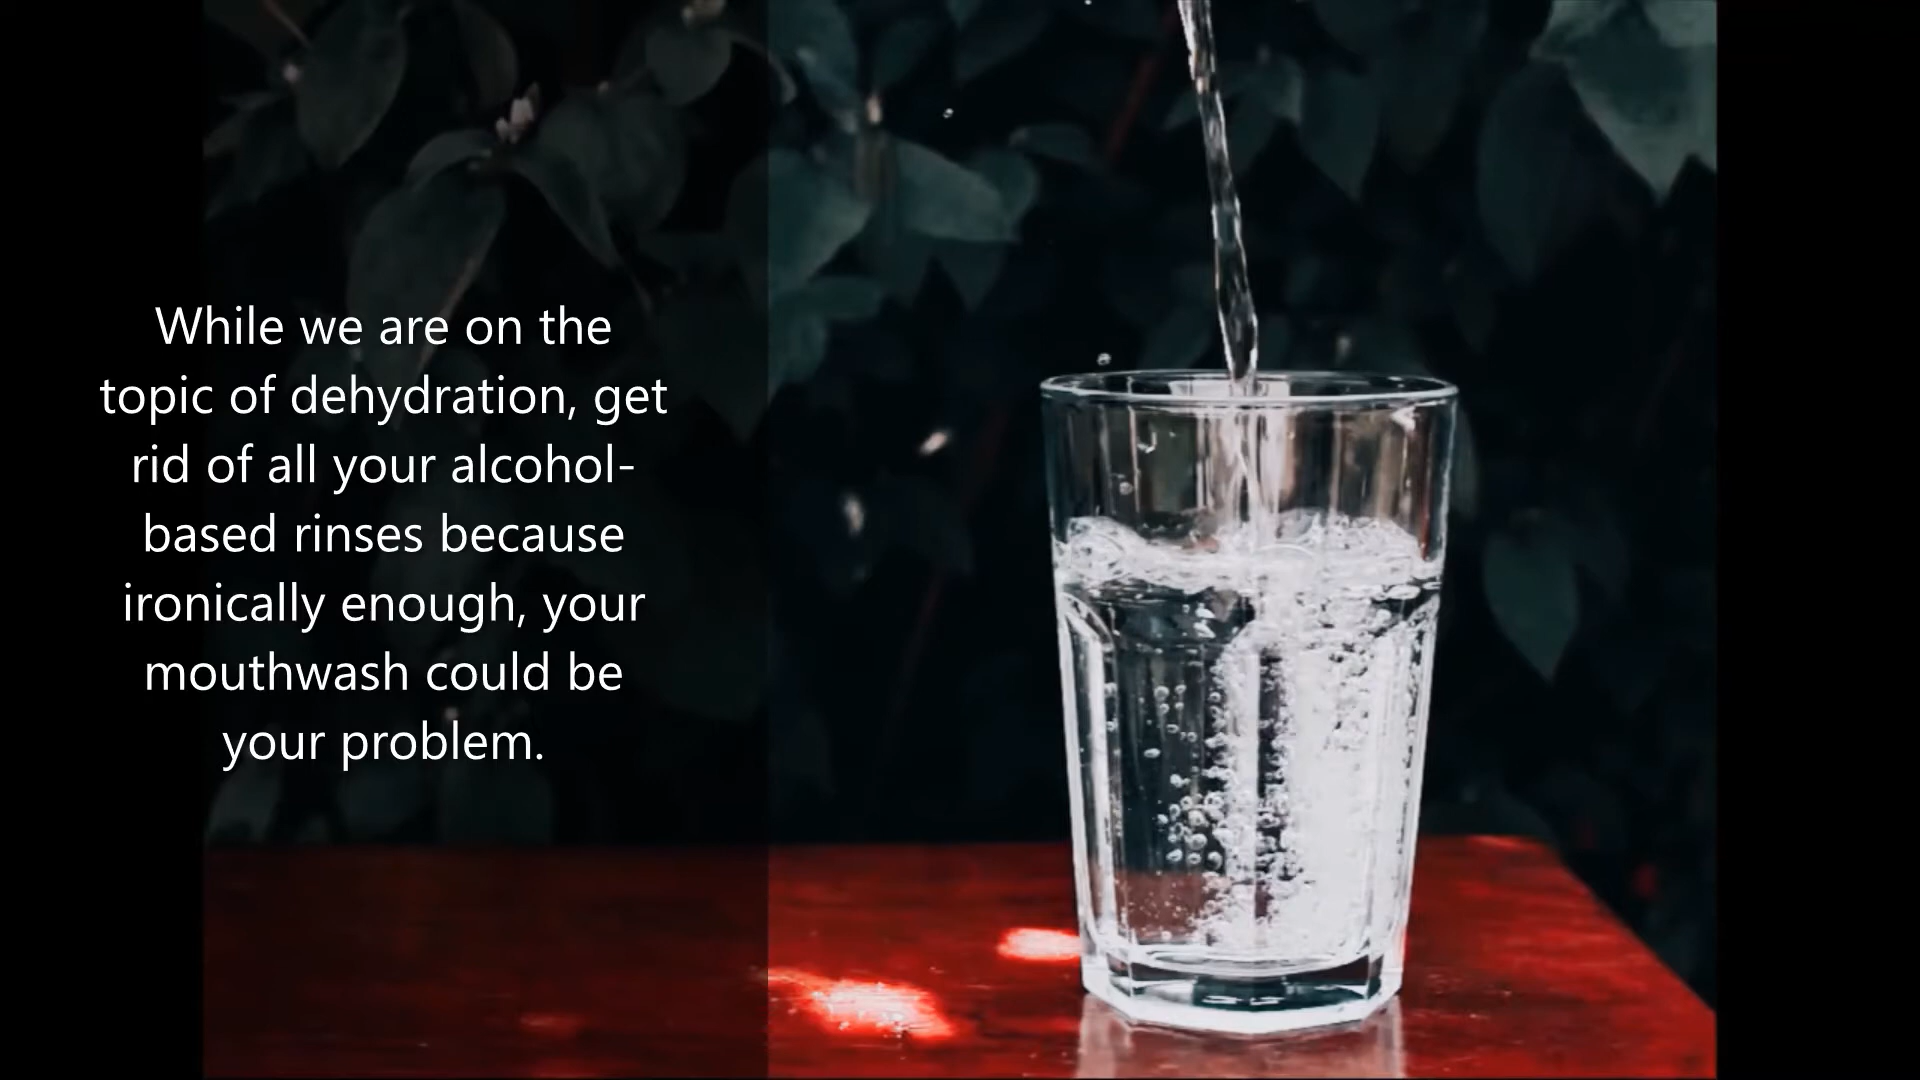 While we are on the
topic of dehydration, get
rid of all your alcohol-
based rinses because
ironically enough, your
mouthwash could be
your problem.